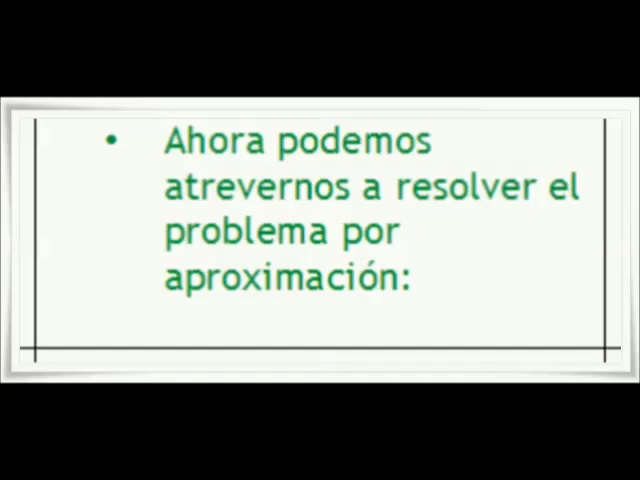 • Ahora podemos
atrevernos a resolver el
problema por
aproximación: